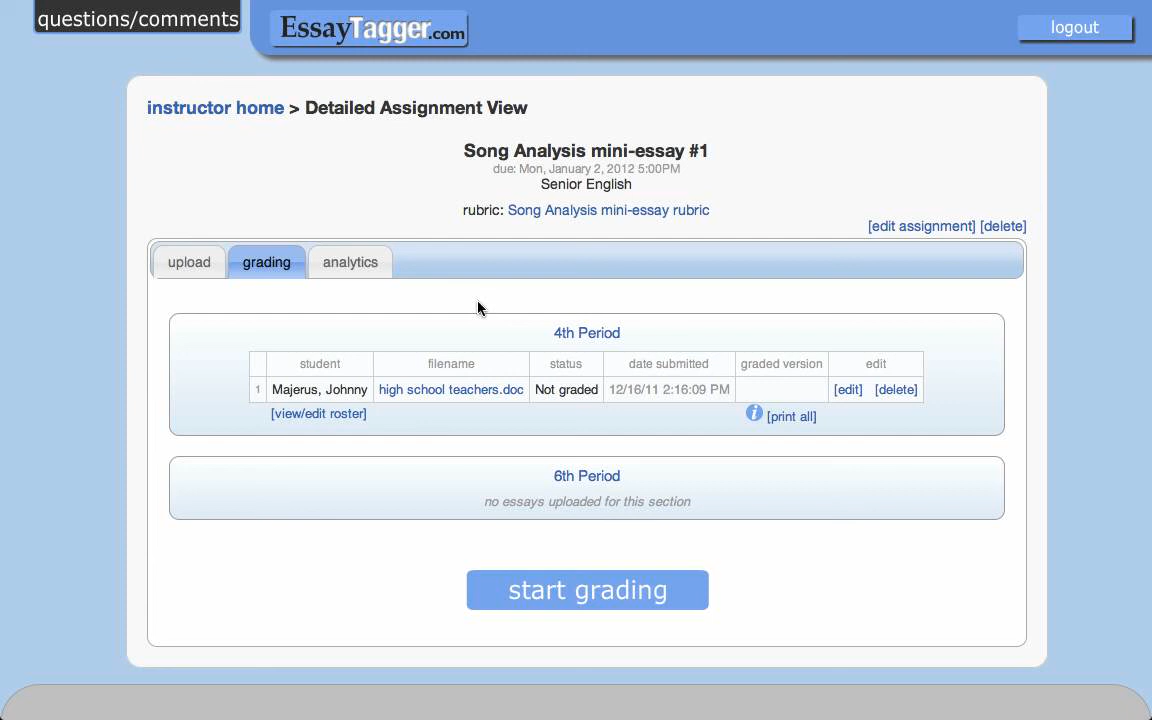 questions/comments
EssayTagger.com
logout
instructor home > Detailed Assignment View
Song Analysis mini-essay #1
due: Mon, January 2, 2012 5:00PM
Senior English
rubric: Song Analysis mini-essay rubric
[edit assignment] [delete]
upload grading analytics
4th Period
student filename status date submitted graded version edit
1 Majerus, Johnny high school teachers.doc Not graded 12/16/11 2:16:09 PM [edit] [delete]
[view/edit roster] i [print all]
6th Period
no essays uploaded for this section
start grading